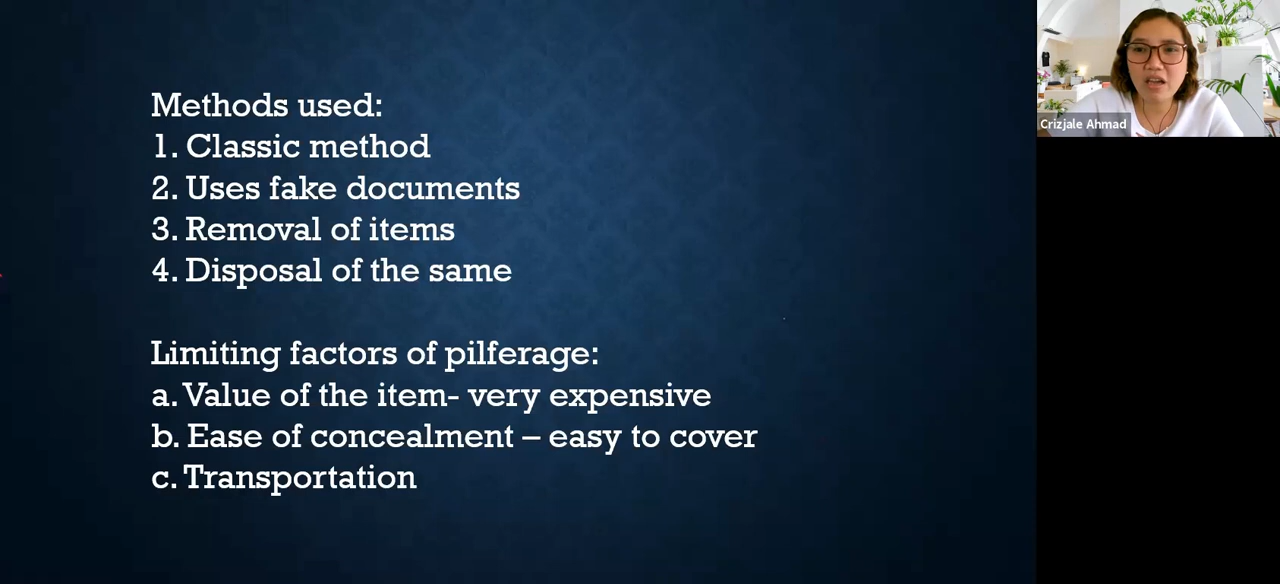 Methods used:
1. Classic method
2. Uses fake documents
3. Removal of items
4. Disposal of the same
Limiting factors of pilferage:
a. Value of the item- very expensive
b. Ease of concealment – easy to cover
c. Transportation
Crizjale Ahmad